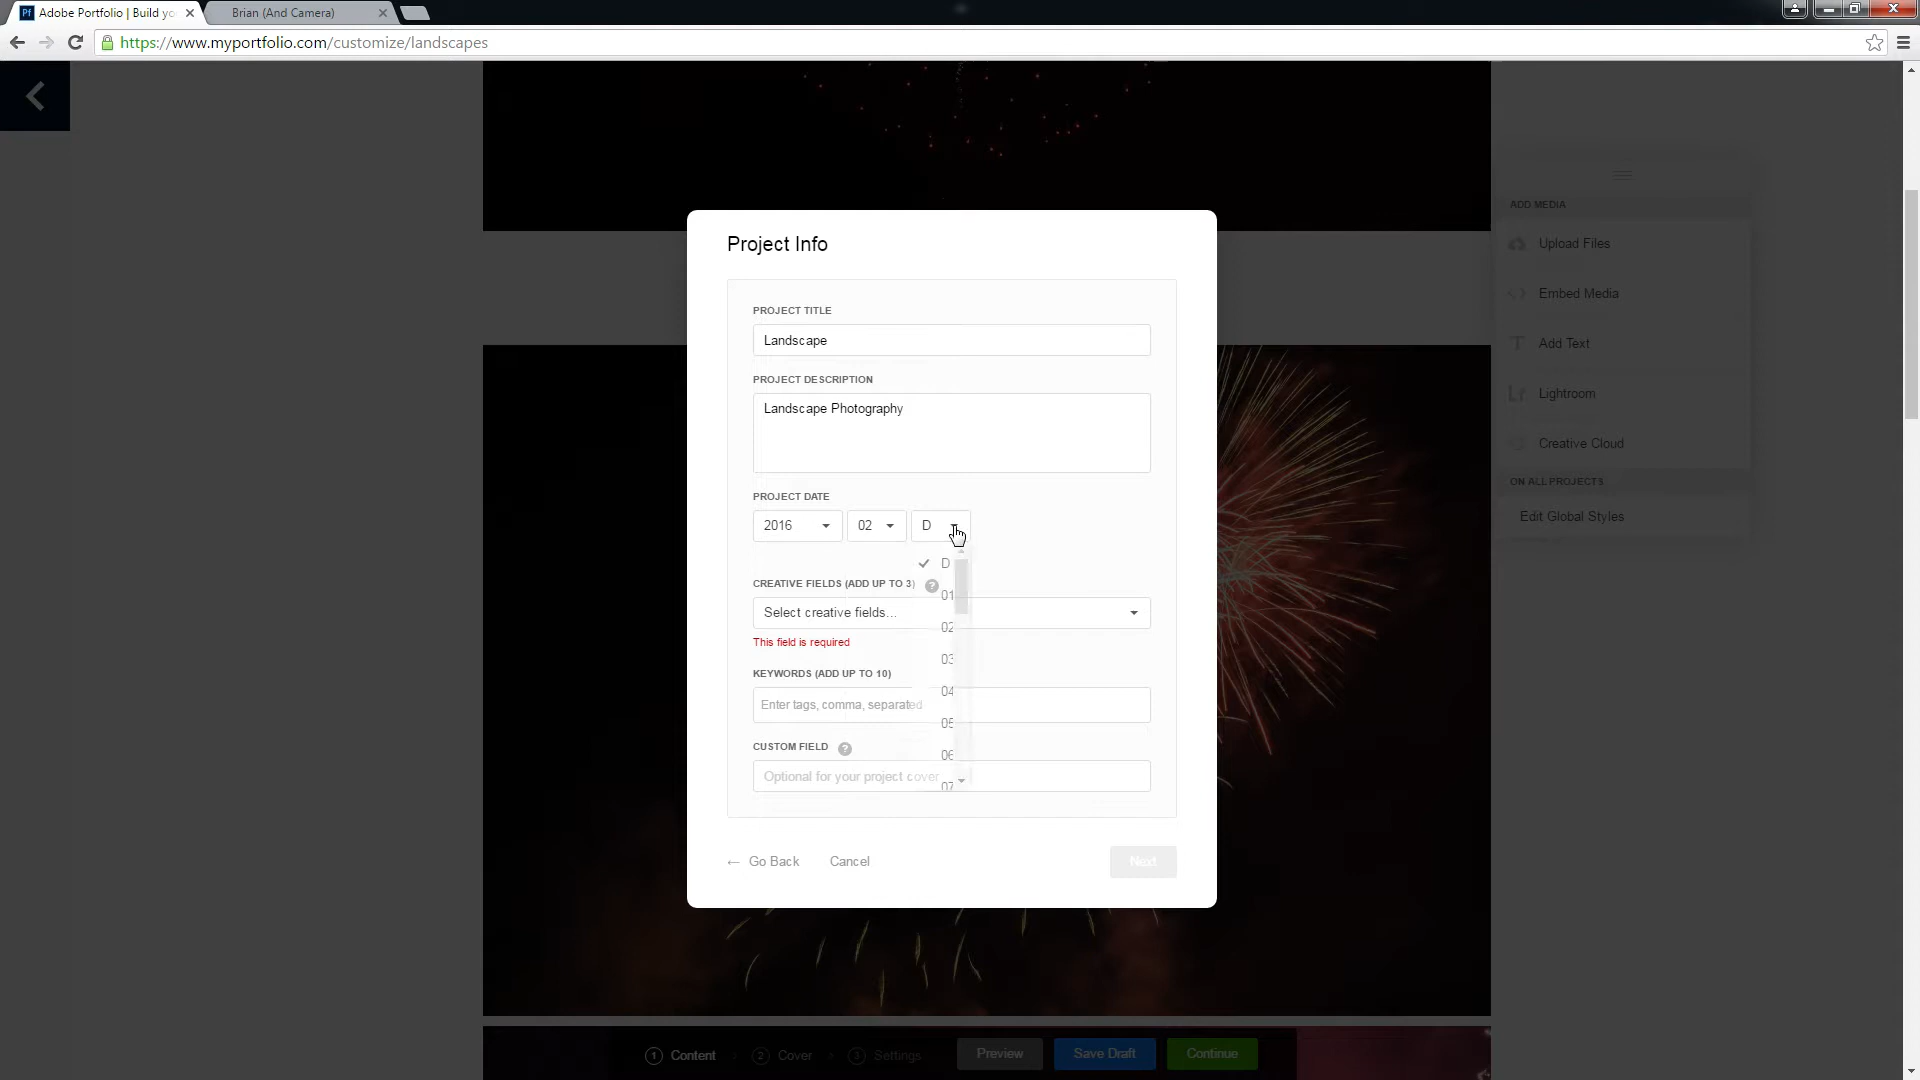 Adobe Portfolio | Build yo
Brian (And Camera)
https://www.myportfolio.com/customize/landscapes
Project Info
PROJECT TITLE
Landscape
PROJECT DESCRIPTION
Landscape Photography
PROJECT DATE
2016
02
D
D
01
02
03
04
05
06
07
CREATIVE FIELDS (ADD UP TO 3) ?
Select creative fields...
This field is required
KEYWORDS (ADD UP TO 10)
Enter tags, comma, separated
CUSTOM FIELD ?
Optional for your project cover
← Go Back
Cancel
Next
ADD MEDIA
Upload Files
Embed Media
Add Text
Lightroom
Creative Cloud
ON ALL PROJECTS
Edit Global Styles
1 Content
2 Cover
3 Settings
Preview
Save Draft
Continue